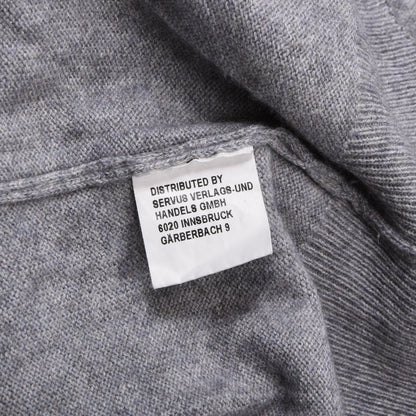 DISTRIBUTED BY
SERVUS VERLAGS-UND
HANDELS GMBH
6020 INNSBRUCK
GÄRBERBACH 9